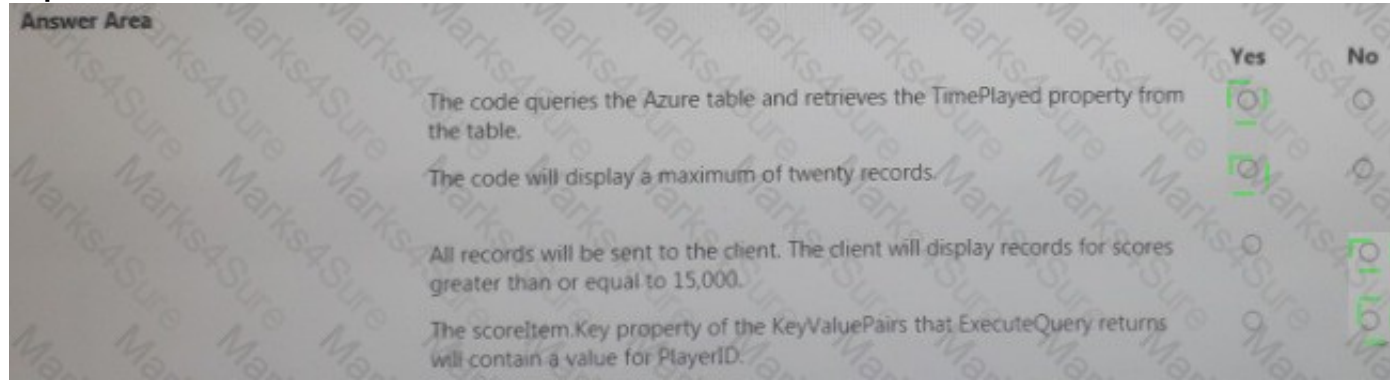 Answer Area
Yes No
The code queries the Azure table and retrieves the TimePlayed property from
the table.
The code will display a maximum of twenty records.
All records will be sent to the client. The client will display records for scores
greater than or equal to 15,000.
The scoreItem.Key property of the KeyValuePairs that ExecuteQuery returns
will contain a value for PlayerID.
Marks4Sure